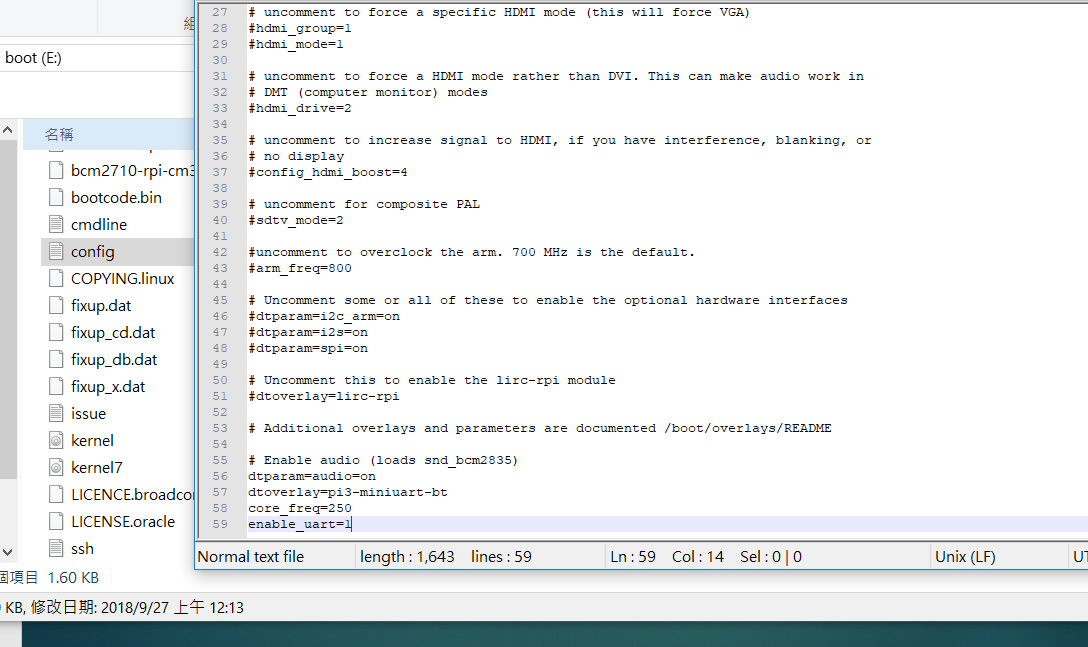 組
boot (E:)
名稱
bcm2710-rpi-cm3
bootcode.bin
cmdline
config
COPYING.linux
fixup.dat
fixup_cd.dat
fixup_db.dat
fixup_x.dat
issue
kernel
kernel7
LICENCE.broadcon
LICENSE.oracle
ssh
個項目 1.60 KB
KB, 修改日期: 2018/9/27 上午 12:13
27 # uncomment to force a specific HDMI mode (this will force VGA)
28 #hdmi_group=1
29 #hdmi_mode=1
30
31 # uncomment to force a HDMI mode rather than DVI. This can make audio work in
32 # DMT (computer monitor) modes
33 #hdmi_drive=2
34
35 # uncomment to increase signal to HDMI, if you have interference, blanking, or
36 # no display
37 #config_hdmi_boost=4
38
39 # uncomment for composite PAL
40 #sdtv_mode=2
41
42 #uncomment to overclock the arm. 700 MHz is the default.
43 #arm_freq=800
44
45 # Uncomment some or all of these to enable the optional hardware interfaces
46 #dtparam=i2c_arm=on
47 #dtparam=i2s=on
48 #dtparam=spi=on
49
50 # Uncomment this to enable the lirc-rpi module
51 #dtoverlay=lirc-rpi
52
53 # Additional overlays and parameters are documented /boot/overlays/README
54
55 # Enable audio (loads snd_bcm2835)
56 dtparam=audio=on
57 dtoverlay=pi3-miniuart-bt
58 core_freq=250
59 enable_uart=1
Normal text file length : 1,643 lines : 59 Ln : 59 Col : 14 Sel : 0 | 0 Unix (LF) UT